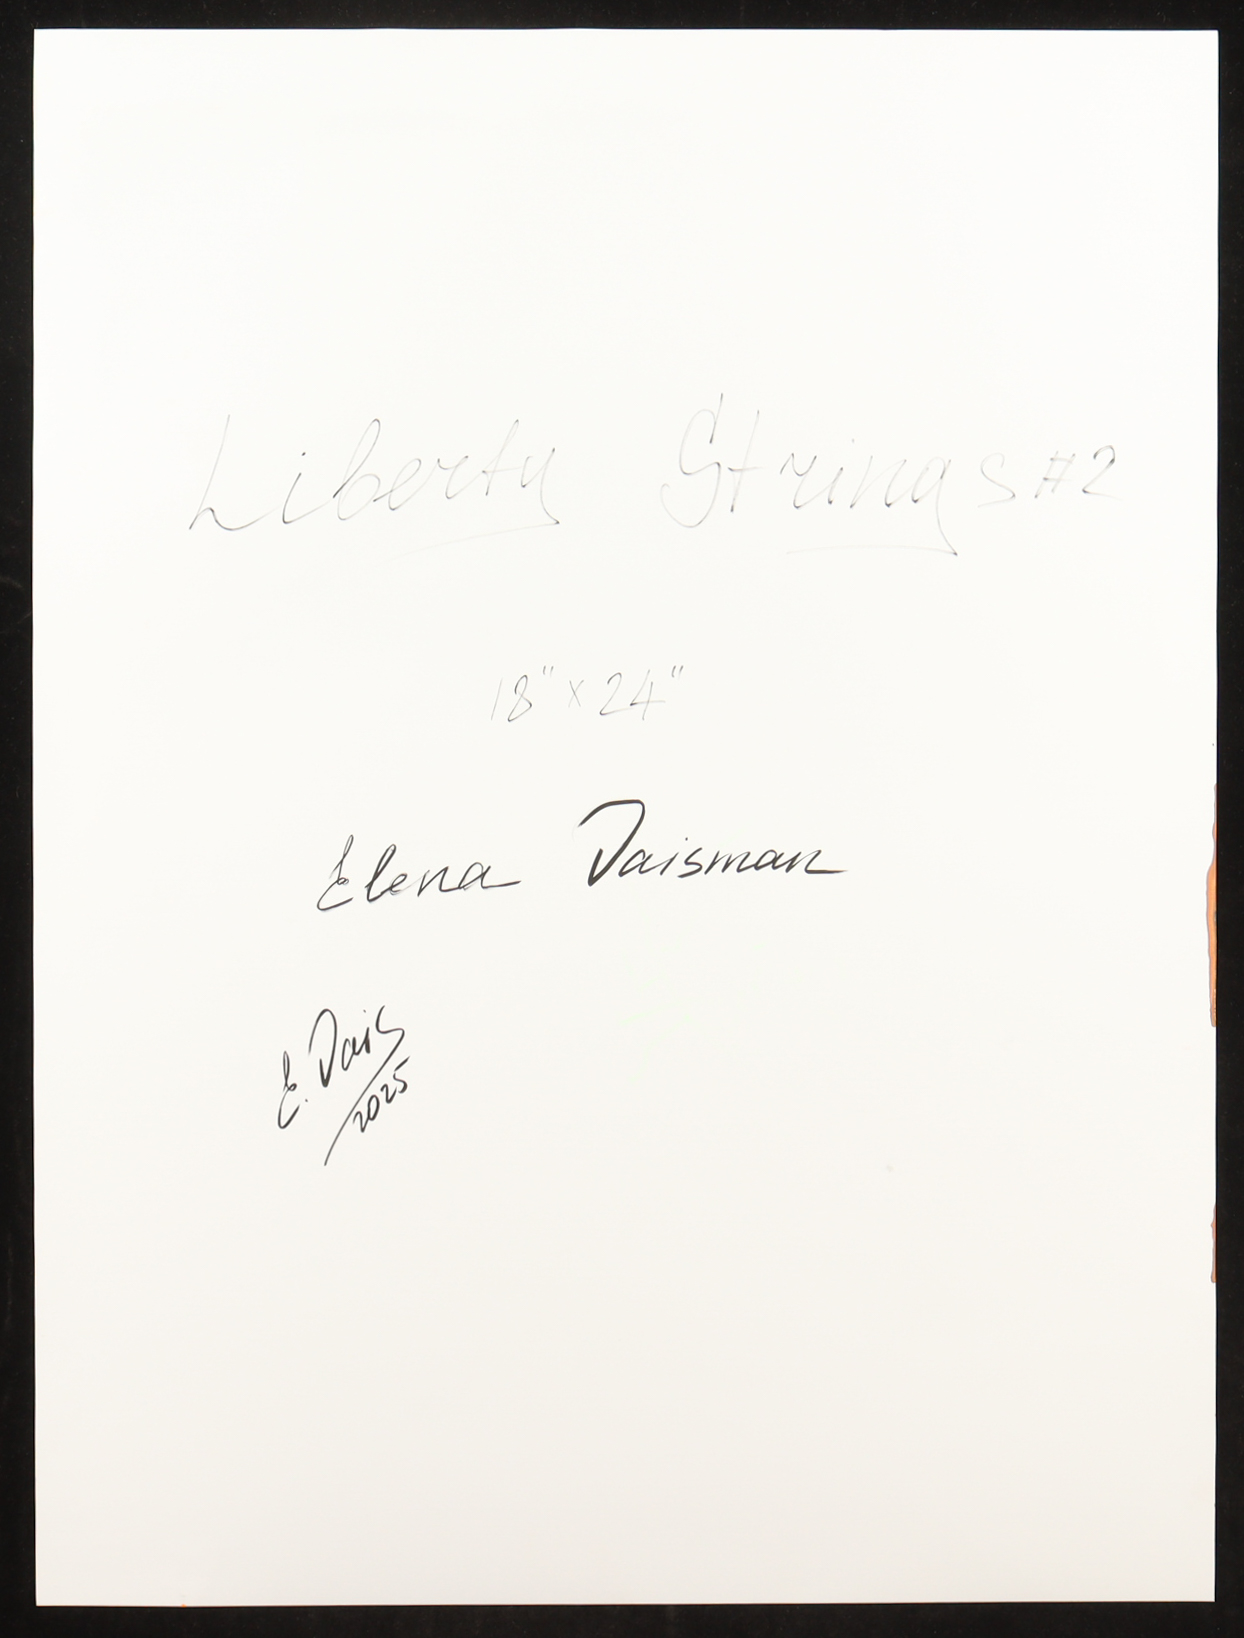 Liberty Strings #2
18" x 24"
Elena Daisman
E. Dais
2025